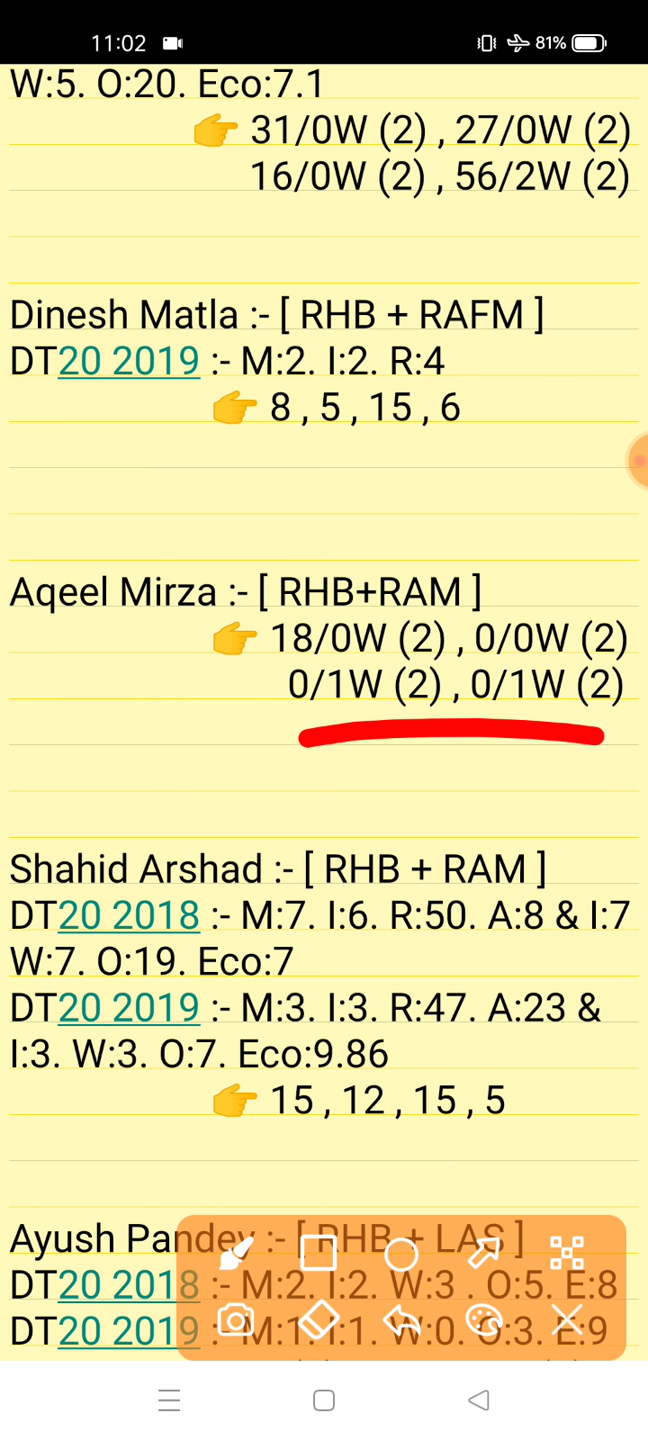 11:02 81%
W:5. O:20. Eco:7.1
👉 31/0W (2) , 27/0W (2)
16/0W (2) , 56/2W (2)
Dinesh Matla :- [ RHB + RAFM ]
DT20 2019 :- M:2. I:2. R:4
👉 8 , 5 , 15 , 6
Aqeel Mirza :- [ RHB+RAM ]
👉 18/0W (2) , 0/0W (2)
0/1W (2) , 0/1W (2)
Shahid Arshad :- [ RHB + RAM ]
DT20 2018 :- M:7. I:6. R:50. A:8 & I:7
W:7. O:19. Eco:7
DT20 2019 :- M:3. I:3. R:47. A:23 &
I:3. W:3. O:7. Eco:9.86
👉 15 , 12 , 15 , 5
Ayush Pandey :- [ RHB + LAS ]
DT20 2018 :- M:2. I:2. W:3 . O:5. E:8
DT20 2019 :- M:1. I:1. W:0. O:3. E:9